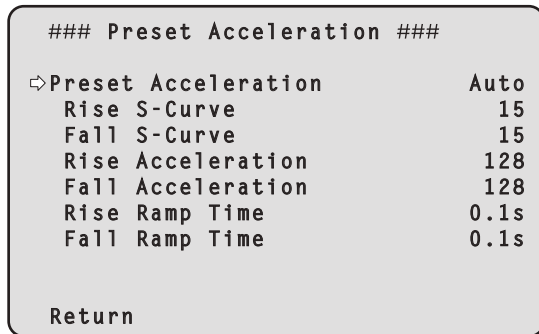 ### Preset Acceleration ###
⇨Preset Acceleration Auto
Rise S-Curve 15
Fall S-Curve 15
Rise Acceleration 128
Fall Acceleration 128
Rise Ramp Time 0.1s
Fall Ramp Time 0.1s
Return